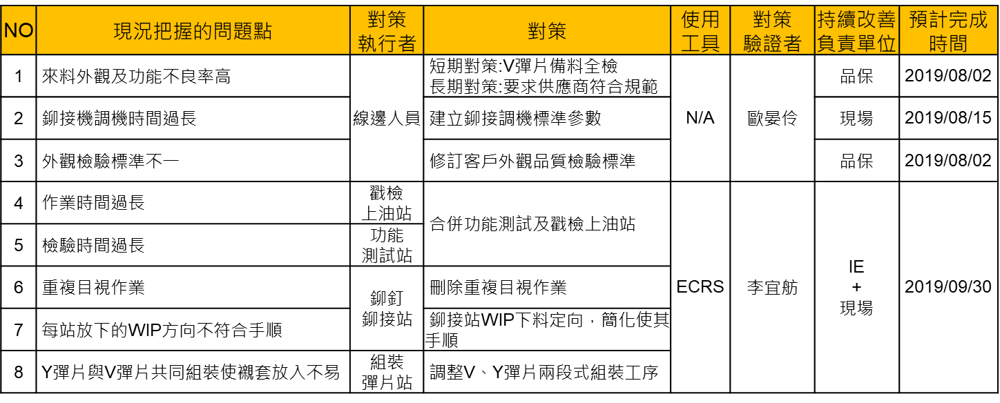 NO 現況把握的問題點 對策執行者 對策 使用工具 對策驗證者 持續改善負責單位 預計完成時間
1 來料外觀及功能不良率高 線邊人員 短期對策:V彈片備料全檢
長期對策:要求供應商符合規範 N/A 歐晏伶 品保 2019/08/02
2 鉚接機調機時間過長 建立鉚接調機標準參數 現場 2019/08/15
3 外觀檢驗標準不一 修訂客戶外觀品質檢驗標準 品保 2019/08/02
4 作業時間過長 戳檢
上油站 合併功能測試及戳檢上油站 ECRS 李宜舫 IE
+
現場 2019/09/30
5 檢驗時間過長 功能
測試站
6 重複目視作業 鉚釘
鉚接站 刪除重複目視作業
7 每站放下的WIP方向不符合手順 鉚接站WIP下料定向，簡化使其
手順
8 Y彈片與V彈片共同組裝使襯套放入不易 組裝
彈片站 調整V、Y彈片兩段式組裝工序